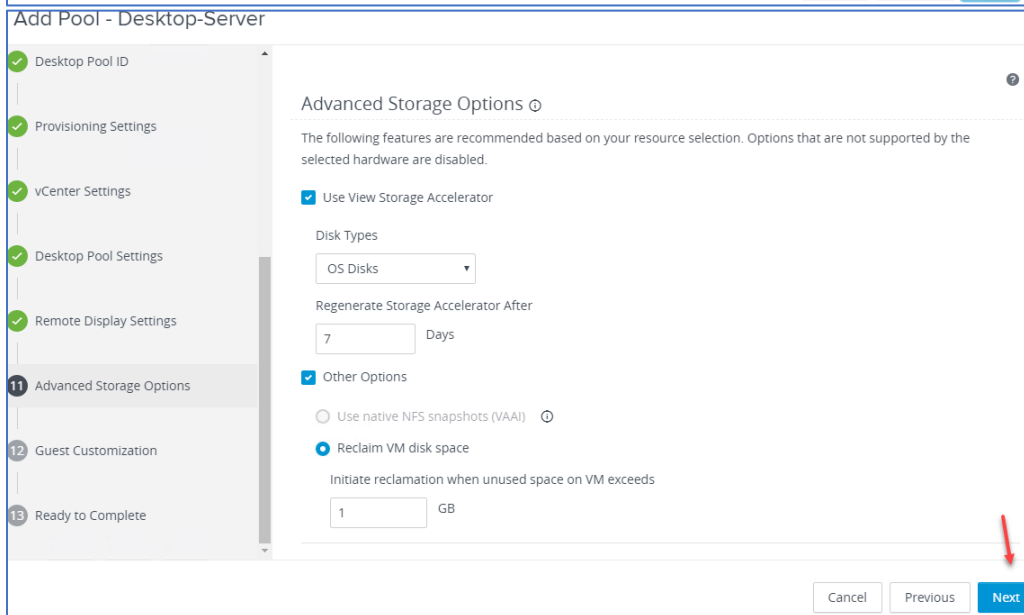 Add Pool - Desktop-Server
Desktop Pool ID
Provisioning Settings
vCenter Settings
Desktop Pool Settings
Remote Display Settings
11 Advanced Storage Options
12 Guest Customization
13 Ready to Complete
?
Advanced Storage Options
The following features are recommended based on your resource selection. Options that are not supported by the
selected hardware are disabled.
Use View Storage Accelerator
Disk Types
OS Disks
Regenerate Storage Accelerator After
7 Days
Other Options
Use native NFS snapshots (VAAI)
Reclaim VM disk space
Initiate reclamation when unused space on VM exceeds
1 GB
Cancel Previous Next